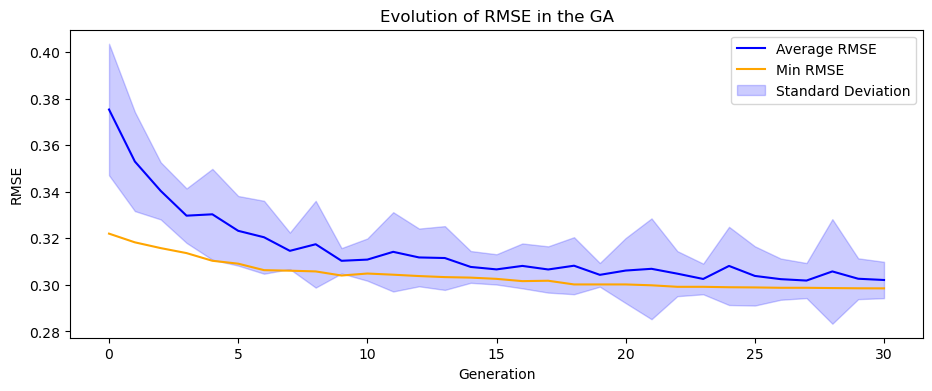 Evolution of RMSE in the GA
Average RMSE
Min RMSE
Standard Deviation
RMSE
0.40
0.38
0.36
0.34
0.32
0.30
0.28
0 5 10 15 20 25 30
Generation